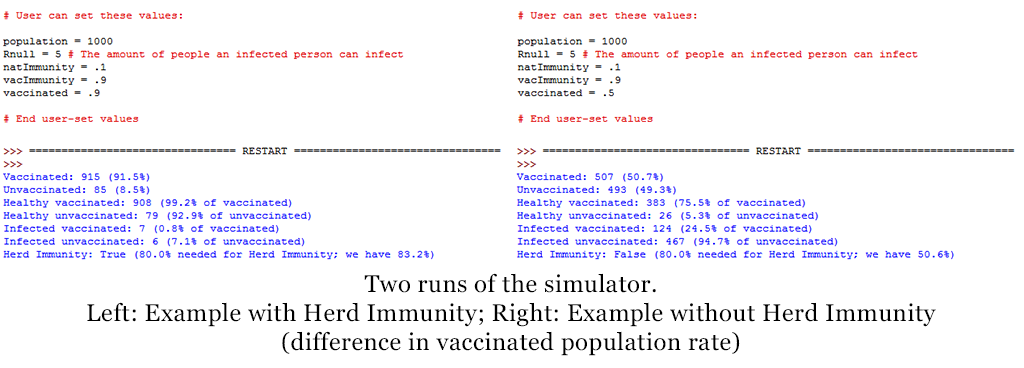 # User can set these values:
population = 1000
Rnull = 5 # The amount of people an infected person can infect
natImmunity = .1
vacImmunity = .9
vaccinated = .9
# End user-set values
>>> ================================ RESTART ================================
>>>
Vaccinated: 915 (91.5%)
Unvaccinated: 85 (8.5%)
Healthy vaccinated: 908 (99.2% of vaccinated)
Healthy unvaccinated: 79 (92.9% of unvaccinated)
Infected vaccinated: 7 (0.8% of vaccinated)
Infected unvaccinated: 6 (7.1% of unvaccinated)
Herd Immunity: True (80.0% needed for Herd Immunity; we have 83.2%)
# User can set these values:
population = 1000
Rnull = 5 # The amount of people an infected person can infect
natImmunity = .1
vacImmunity = .9
vaccinated = .5
# End user-set values
>>> ================================ RESTART ================================
>>>
Vaccinated: 507 (50.7%)
Unvaccinated: 493 (49.3%)
Healthy vaccinated: 383 (75.5% of vaccinated)
Healthy unvaccinated: 26 (5.3% of unvaccinated)
Infected vaccinated: 124 (24.5% of vaccinated)
Infected unvaccinated: 467 (94.7% of unvaccinated)
Herd Immunity: False (80.0% needed for Herd Immunity; we have 50.6%)
Two runs of the simulator.
Left: Example with Herd Immunity; Right: Example without Herd Immunity
(difference in vaccinated population rate)